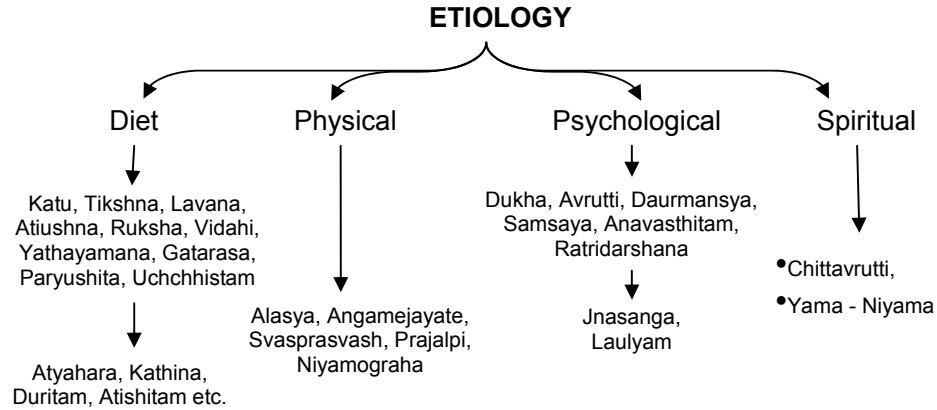 ETIOLOGY
Diet
Physical
Psychological
Spiritual
Katu, Tikshna, Lavana,
Atiushna, Ruksha, Vidahi,
Yathayamana, Gatarasa,
Paryushita, Uchchhistam
Atyahara, Kathina,
Duritam, Atishitam etc.
Alasya, Angamejayate,
Svasprasvash, Prajalpi,
Niyamograha
Dukha, Avrutti, Daurmansya,
Samsaya, Anavasthitam,
Ratridarshana
Jnasanga,
Laulyam
•Chittavrutti,
•Yama - Niyama